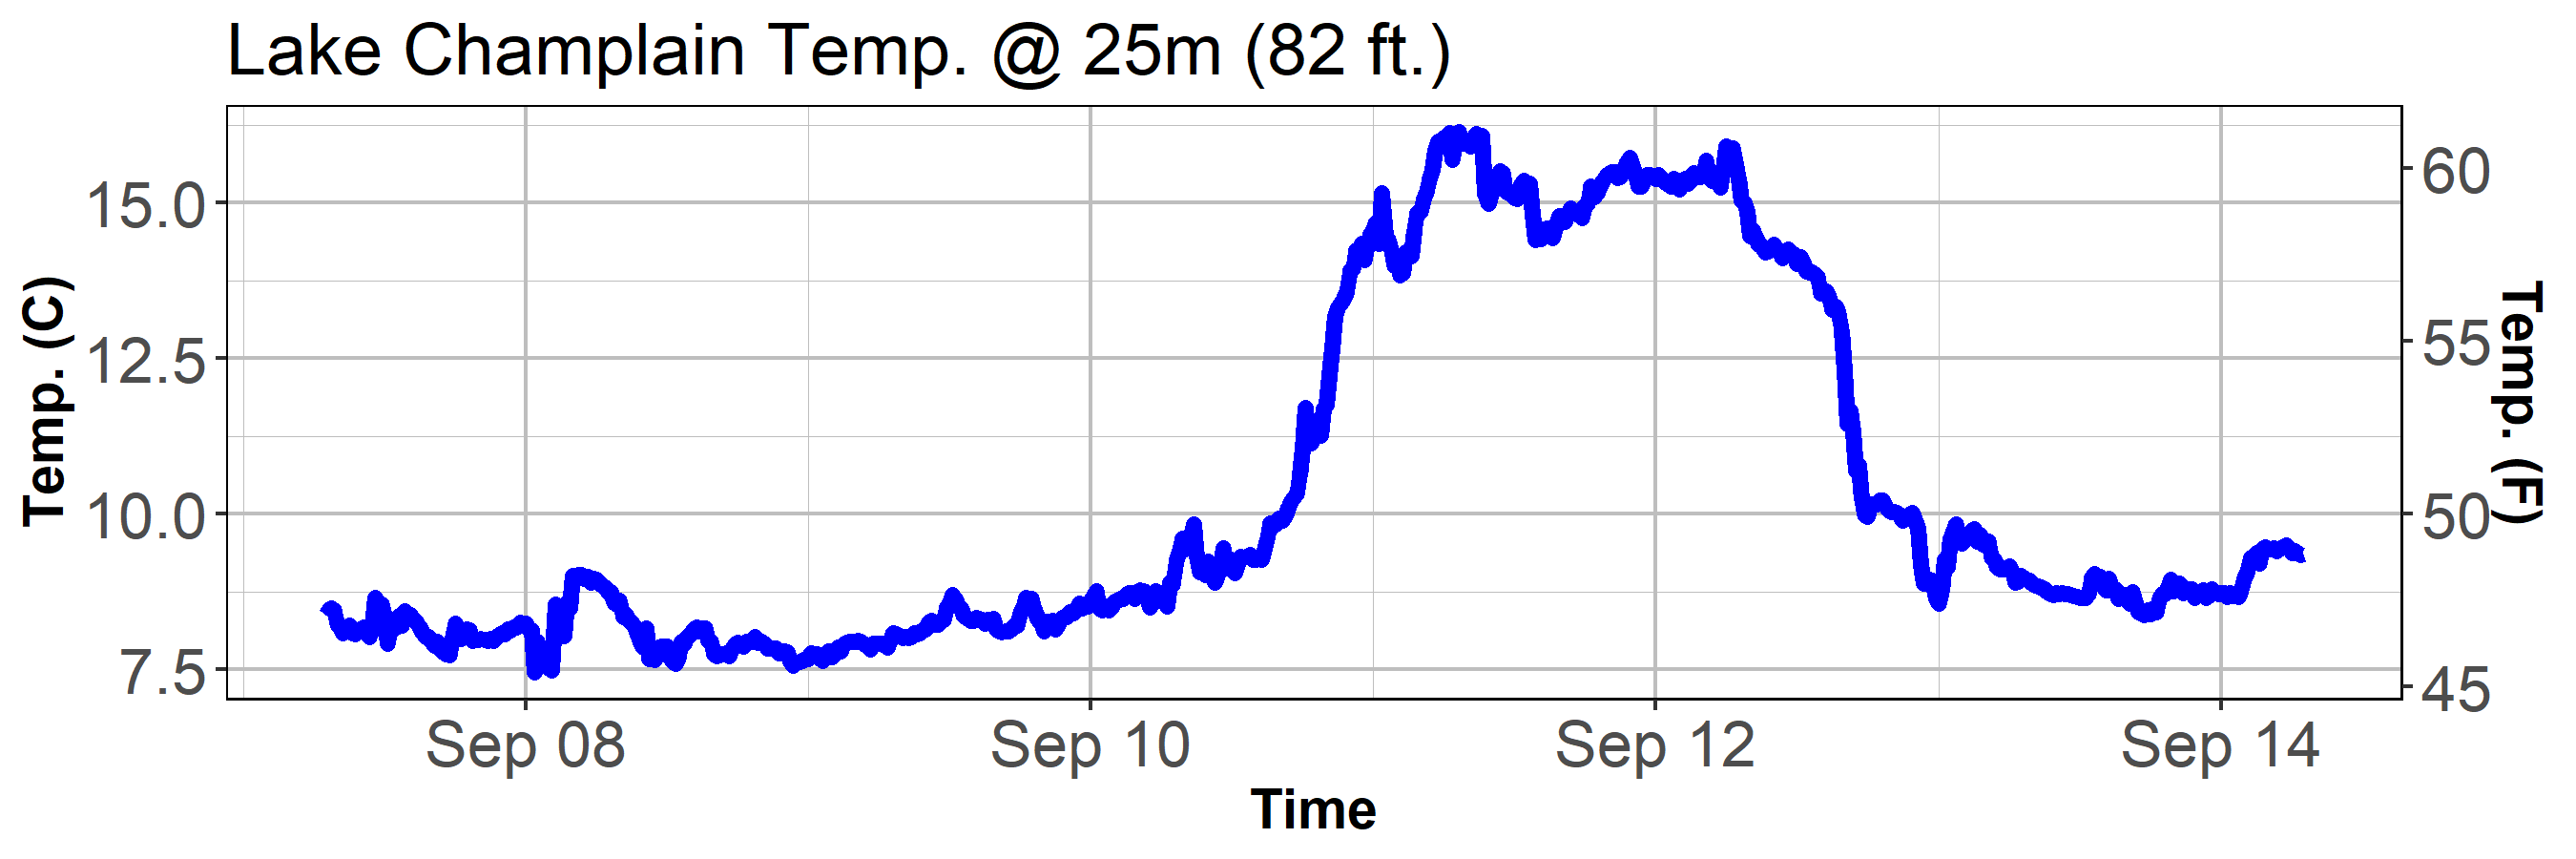 Lake Champlain Temp. @ 25m (82 ft.)
Temp. (C)
15.0
12.5
10.0
7.5
60
55
50
45
Temp. (F)
Sep 08
Sep 10
Sep 12
Sep 14
Time